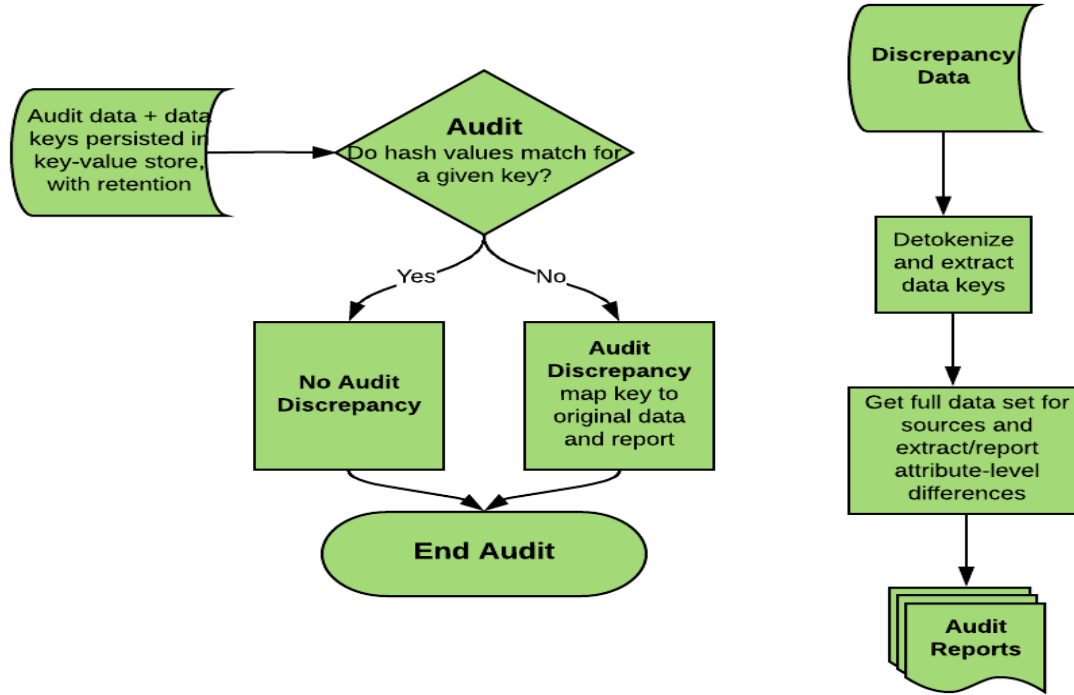 Audit data + data
keys persisted in
key-value store,
with retention
Audit
Do hash values match for
a given key?
Yes
No
No Audit
Discrepancy
Audit
Discrepancy
map key to
original data
and report
End Audit
Discrepancy
Data
Detokenize
and extract
data keys
Get full data set for
sources and
extract/report
attribute-level
differences
Audit
Reports